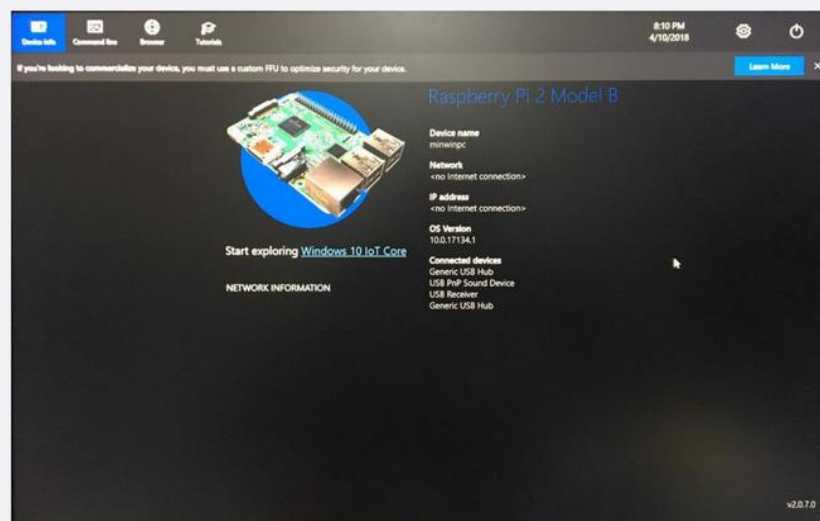 Device Info
Command line
Browser
Tutorials
8:10 PM
4/10/2018
If you're looking to commercialize your device, you must use a custom FFU to optimize security for your device.
Learn More
Raspberry Pi 2 Model B
Device name
minwinpc
Network
<no Internet connection>
IP address
<no Internet connection>
OS Version
10.0.17134.1
Start exploring Windows 10 IoT Core
Connected devices
Generic USB Hub
USB PnP Sound Device
USB Receiver
Generic USB Hub
NETWORK INFORMATION
v2.0.7.0